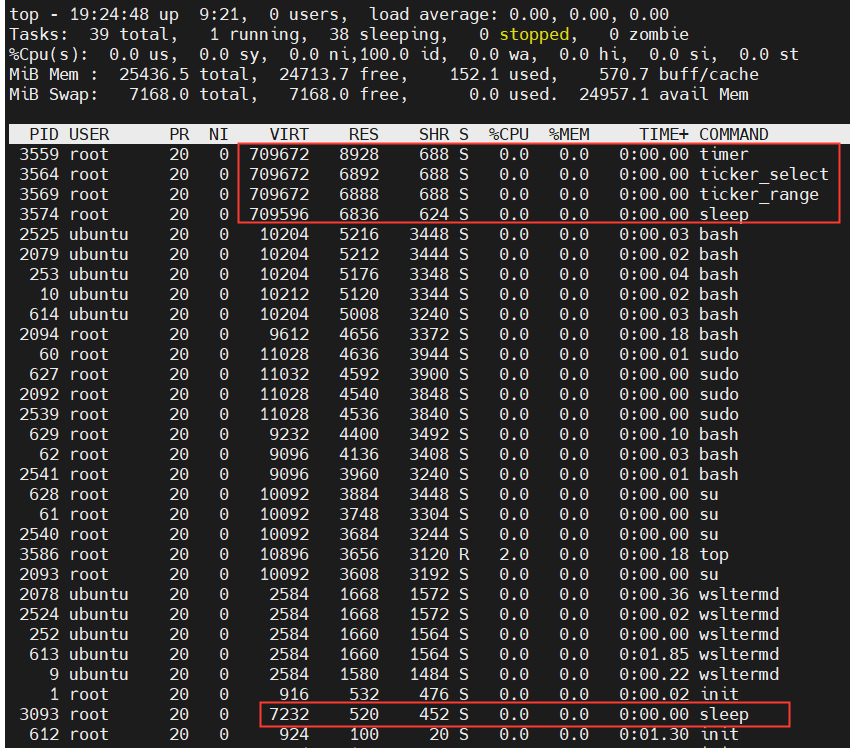 top - 19:24:48 up  9:21,  0 users,  load average: 0.00, 0.00, 0.00
Tasks:  39 total,   1 running,  38 sleeping,   0 stopped,   0 zombie
%Cpu(s):  0.0 us,  0.0 sy,  0.0 ni,100.0 id,  0.0 wa,  0.0 hi,  0.0 si,  0.0 st
MiB Mem :  25436.5 total,  24713.7 free,    152.1 used,    570.7 buff/cache
MiB Swap:   7168.0 total,   7168.0 free,      0.0 used.  24957.1 avail Mem
PID USER      PR  NI    VIRT    RES    SHR S  %CPU  %MEM     TIME+ COMMAND
3559 root      20   0  709672   8928    688 S   0.0   0.0   0:00.00 timer
3564 root      20   0  709672   6892    688 S   0.0   0.0   0:00.00 ticker_select
3569 root      20   0  709672   6888    688 S   0.0   0.0   0:00.00 ticker_range
3574 root      20   0  709596   6836    624 S   0.0   0.0   0:00.00 sleep
2525 ubuntu    20   0   10204   5216   3448 S   0.0   0.0   0:00.03 bash
2079 ubuntu    20   0   10204   5212   3444 S   0.0   0.0   0:00.02 bash
253 ubuntu    20   0   10204   5176   3348 S   0.0   0.0   0:00.04 bash
10 ubuntu    20   0   10212   5120   3344 S   0.0   0.0   0:00.02 bash
614 ubuntu    20   0   10204   5008   3240 S   0.0   0.0   0:00.03 bash
2094 root      20   0    9612   4656   3372 S   0.0   0.0   0:00.18 bash
60 root      20   0   11028   4636   3944 S   0.0   0.0   0:00.01 sudo
627 root      20   0   11032   4592   3900 S   0.0   0.0   0:00.00 sudo
2092 root      20   0   11028   4540   3848 S   0.0   0.0   0:00.00 sudo
2539 root      20   0   11028   4536   3840 S   0.0   0.0   0:00.00 sudo
629 root      20   0    9232   4400   3492 S   0.0   0.0   0:00.10 bash
62 root      20   0    9096   4136   3408 S   0.0   0.0   0:00.03 bash
2541 root      20   0    9096   3960   3240 S   0.0   0.0   0:00.01 bash
628 root      20   0   10092   3884   3448 S   0.0   0.0   0:00.00 su
61 root      20   0   10092   3748   3304 S   0.0   0.0   0:00.00 su
2540 root      20   0   10092   3684   3244 S   0.0   0.0   0:00.00 su
3586 root      20   0   10896   3656   3120 R   2.0   0.0   0:00.18 top
2093 root      20   0   10092   3608   3192 S   0.0   0.0   0:00.00 su
2078 ubuntu    20   0    2584   1668   1572 S   0.0   0.0   0:00.36 wsltermd
2524 ubuntu    20   0    2584   1668   1572 S   0.0   0.0   0:00.02 wsltermd
252 ubuntu    20   0    2584   1660   1564 S   0.0   0.0   0:00.00 wsltermd
613 ubuntu    20   0    2584   1660   1564 S   0.0   0.0   0:01.85 wsltermd
9 ubuntu    20   0    2584   1580   1484 S   0.0   0.0   0:00.22 wsltermd
1 root      20   0     916    532    476 S   0.0   0.0   0:00.02 init
3093 root      20   0    7232    520    452 S   0.0   0.0   0:00.00 sleep
612 root      20   0     924    100     20 S   0.0   0.0   0:01.30 init